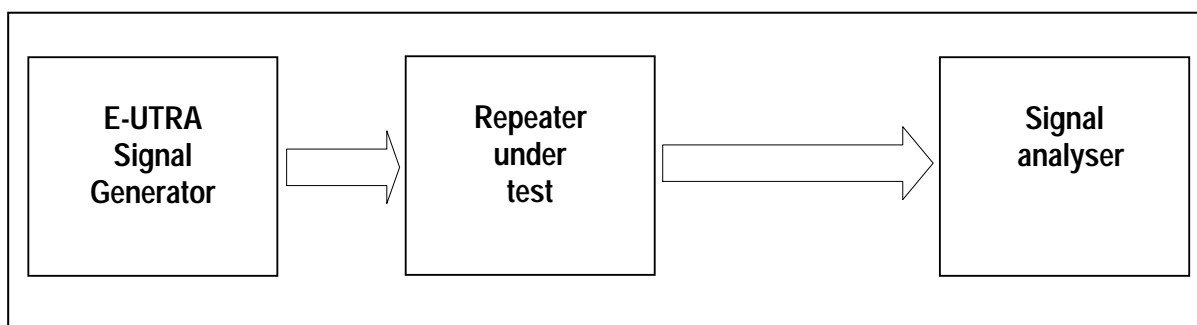 E-UTRA
Signal
Generator
Repeater
under
test
Signal
analyser